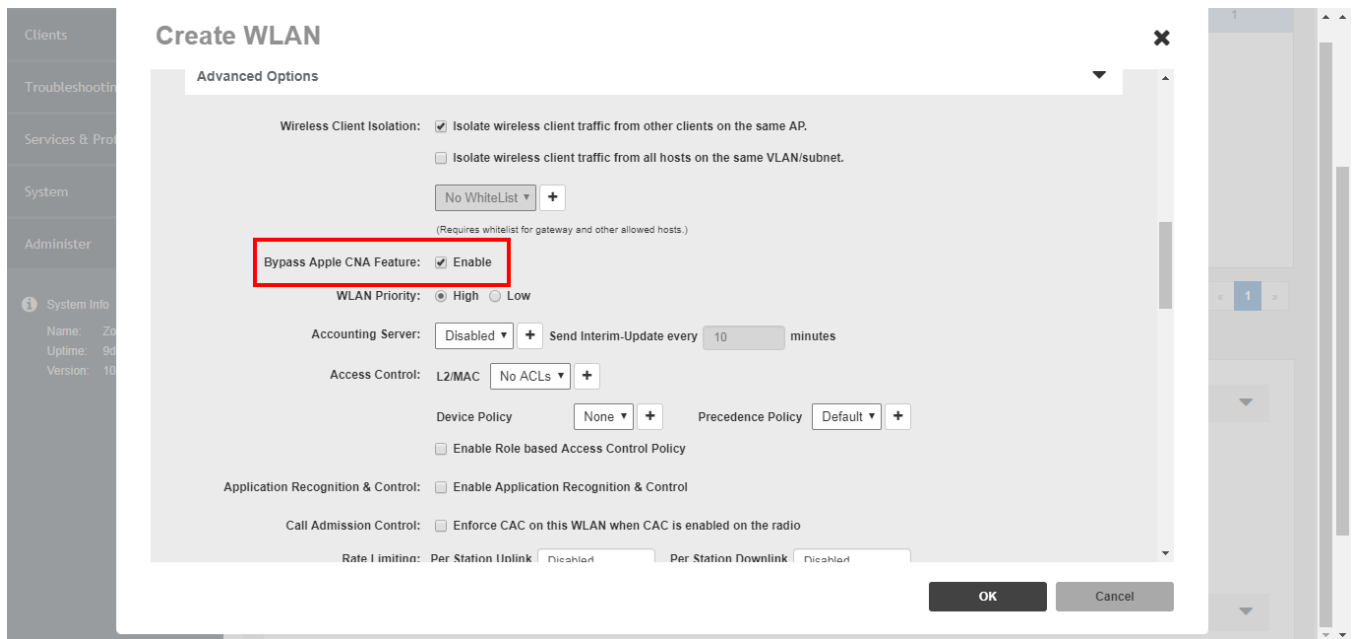 Clients
Troubleshootin
Services & Prof
System
Administer
System Info
Name: Zo
Uptime: 9d
Version: 10
Create WLAN
Advanced Options
Wireless Client Isolation: Isolate wireless client traffic from other clients on the same AP.
Isolate wireless client traffic from all hosts on the same VLAN/subnet.
No WhiteList +
(Requires whitelist for gateway and other allowed hosts.)
Bypass Apple CNA Feature: Enable
WLAN Priority: High Low
Accounting Server: Disabled + Send Interim-Update every 10 minutes
Access Control: L2/MAC No ACLs +
Device Policy None + Precedence Policy Default +
Enable Role based Access Control Policy
Application Recognition & Control: Enable Application Recognition & Control
Call Admission Control: Enforce CAC on this WLAN when CAC is enabled on the radio
Rate Limiting: Per Station Uplink Disabled Per Station Downlink Disabled
OK Cancel
1
« 1 »